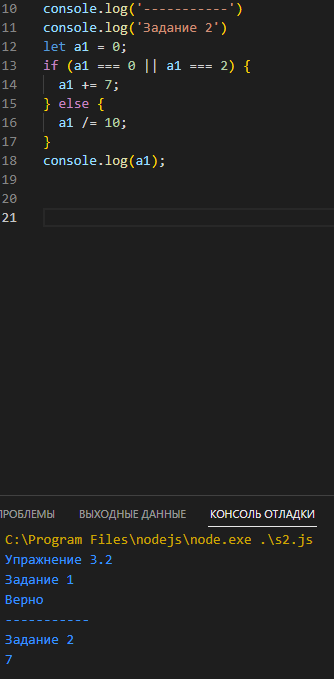 10 console.log('-----------')
11 console.log('Задание 2')
12 let a1 = 0;
13 if (a1 === 0 || a1 === 2) {
14   a1 += 7;
15 } else {
16   a1 /= 10;
17 }
18 console.log(a1);
19
20
21
ПРОБЛЕМЫ ВЫХОДНЫЕ ДАННЫЕ КОНСОЛЬ ОТЛАДКИ
C:\Program Files\nodejs\node.exe .\s2.js
Упражнение 3.2
Задание 1
Верно
-----------
Задание 2
7